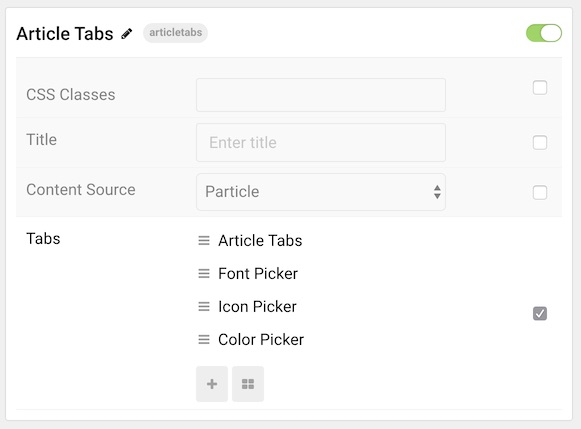 Article Tabs articletabs
CSS Classes
Title Enter title
Content Source Particle
Tabs Article Tabs
Font Picker
Icon Picker
Color Picker